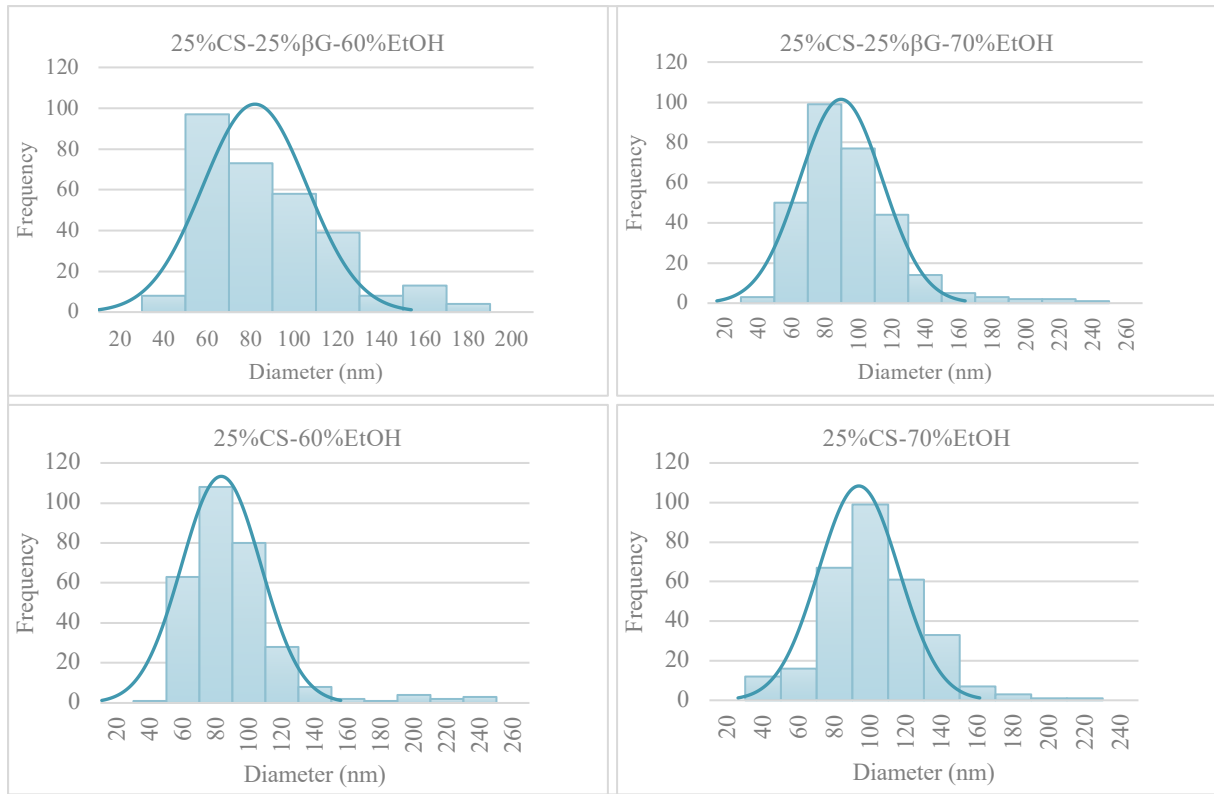 25%CS-25%βG-60%EtOH
120
100
80
60
40
20
0
Frequency
20 40 60 80 100 120 140 160 180 200
Diameter (nm)
25%CS-25%βG-70%EtOH
120
100
80
60
40
20
0
Frequency
20 40 60 80 100 120 140 160 180 200 220 240 260
Diameter (nm)
25%CS-60%EtOH
120
100
80
60
40
20
0
Frequency
20 40 60 80 100 120 140 160 180 200 220 240 260
Diameter (nm)
25%CS-70%EtOH
120
100
80
60
40
20
0
Frequency
20 40 60 80 100 120 140 160 180 200 220 240
Diameter (nm)